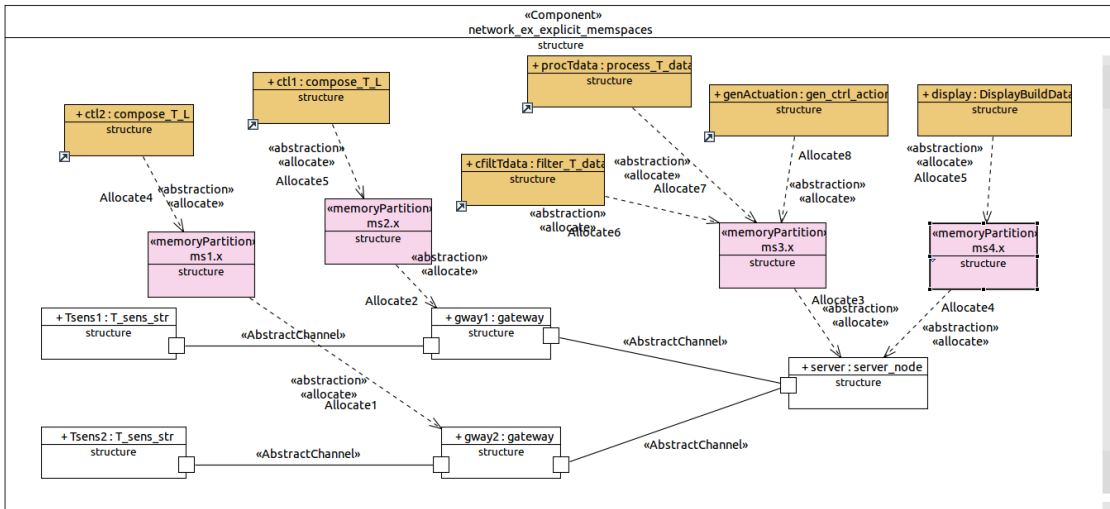 «Component»
network_ex_explicit_memspaces
structure
+ ctl2 : compose_T_L
structure
+ ctl1 : compose_T_L
structure
+ procTdata : process_T_data
structure
+ genActuation : gen_ctrl_action
structure
+ display : DisplayBuildData
structure
+ cfiltTdata : filter_T_data
structure
«abstraction»
«allocate»
Allocate4
«abstraction»
«allocate»
Allocate5
«abstraction»
«allocate»
Allocate7
Allocate8
«abstraction»
«allocate»
«abstraction»
«allocate»
Allocate5
«abstraction»
«allocate»
Allocate6
«memoryPartition»
ms1.x
structure
«memoryPartition»
ms2.x
structure
«memoryPartition»
ms3.x
structure
«memoryPartition»
ms4.x
structure
«abstraction»
«allocate»
Allocate2
Allocate3
«abstraction»
«allocate»
Allocate4
«abstraction»
«allocate»
+ Tsens1 : T_sens_str
structure
«AbstractChannel»
+ gway1 : gateway
structure
«AbstractChannel»
+ server : server_node
structure
«abstraction»
«allocate»
Allocate1
+ Tsens2 : T_sens_str
structure
«AbstractChannel»
+ gway2 : gateway
structure
«AbstractChannel»